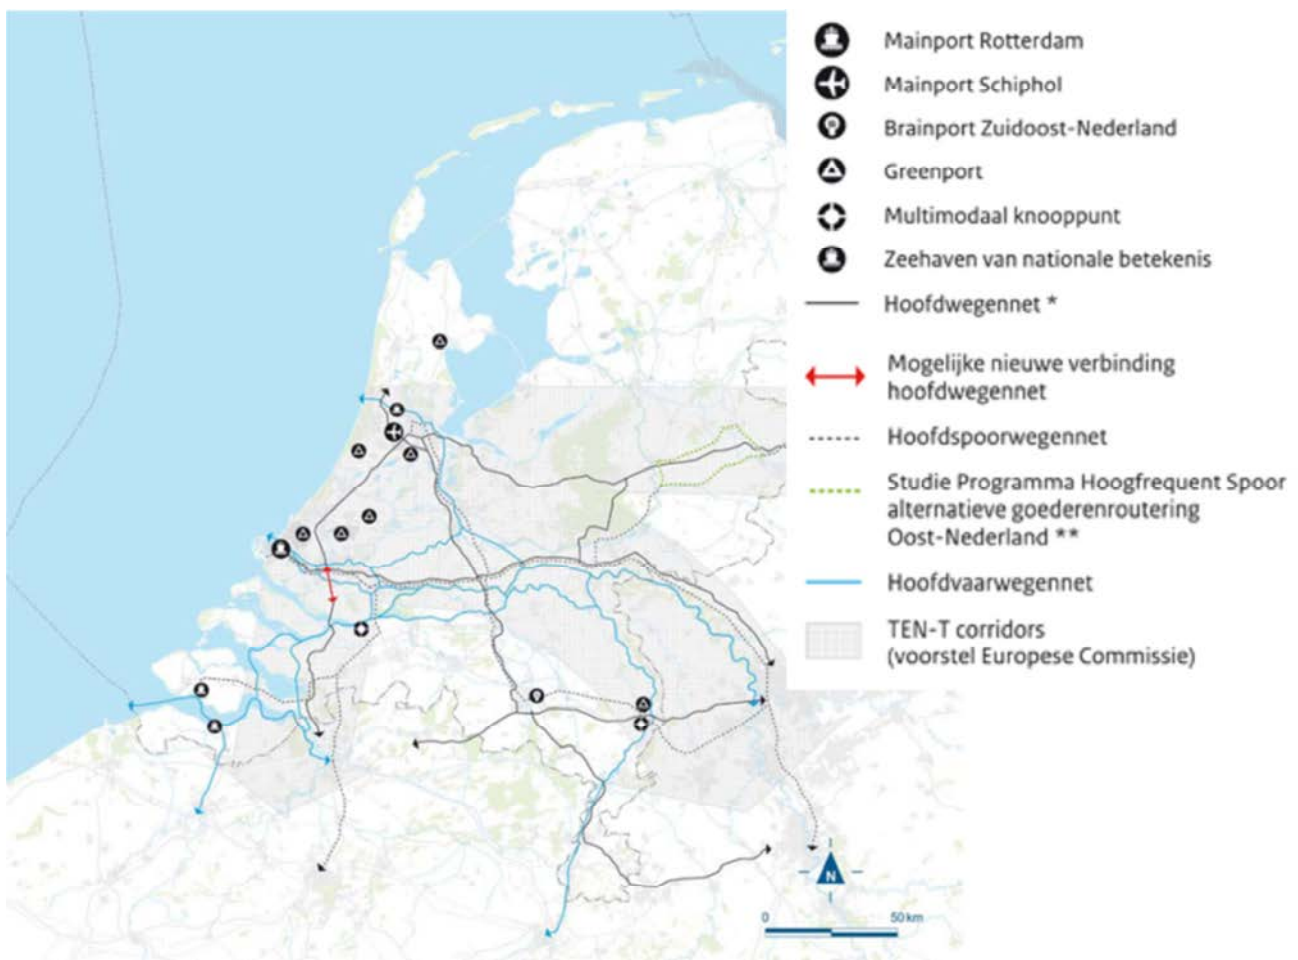 Mainport Rotterdam
Mainport Schiphol
Brainport Zuidoost-Nederland
Greenport
Multimodaal knooppunt
Zeehaven van nationale betekenis
Hoofdwegennet *
Mogelijke nieuwe verbinding
hoofdwegennet
Hoofdspoorwegennet
Studie Programma Hoogfrequent Spoor
alternatieve goederenroutering
Oost-Nederland **
Hoofdvaarwegennet
TEN-T corridors
(voorstel Europese Commissie)
N
0 50 km